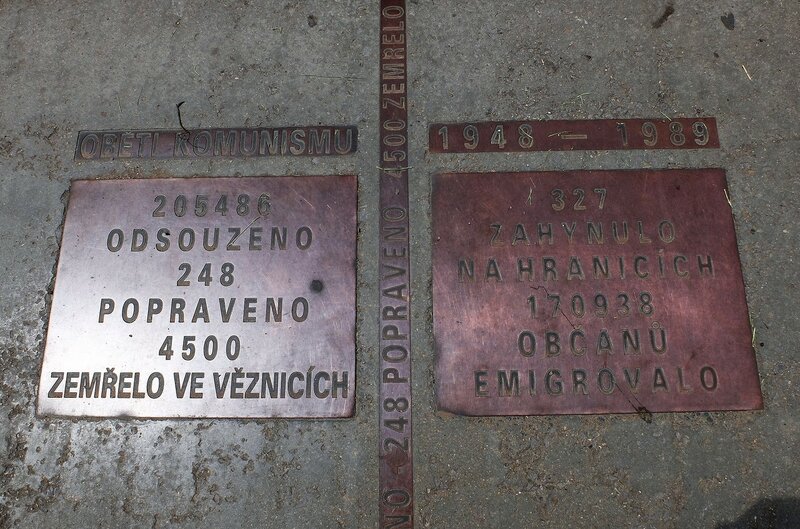 OBĚTI KOMUNISMU
205486
ODSOUZENO
248
POPRAVENO
4500
ZEMŘELO VE VĚZNICÍCH
NO - 248 POPRAVENO - 4500 ZEMŘELO
1948 — 1989
327
ZAHYNULO
NA HRANICÍCH
170938
OBČANŮ
EMIGROVALO